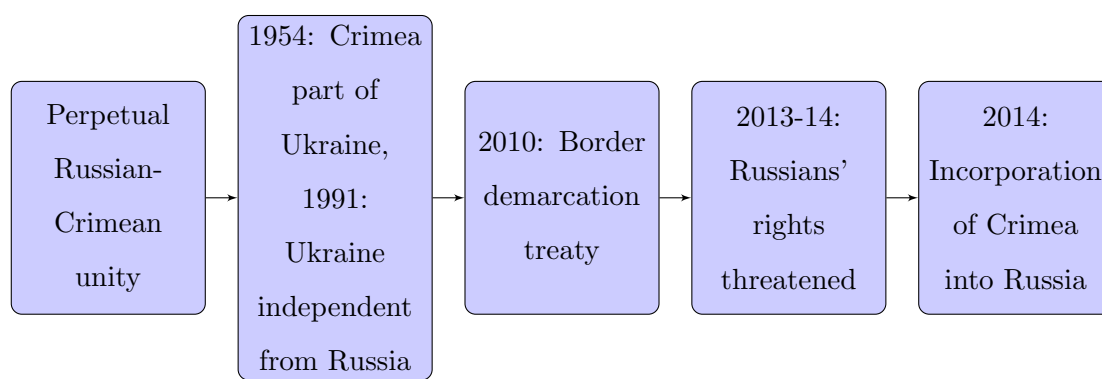 Perpetual
Russian-
Crimean
unity
1954: Crimea
part of
Ukraine,
1991:
Ukraine
independent
from Russia
2010: Border
demarcation
treaty
2013-14:
Russians’
rights
threatened
2014:
Incorporation
of Crimea
into Russia